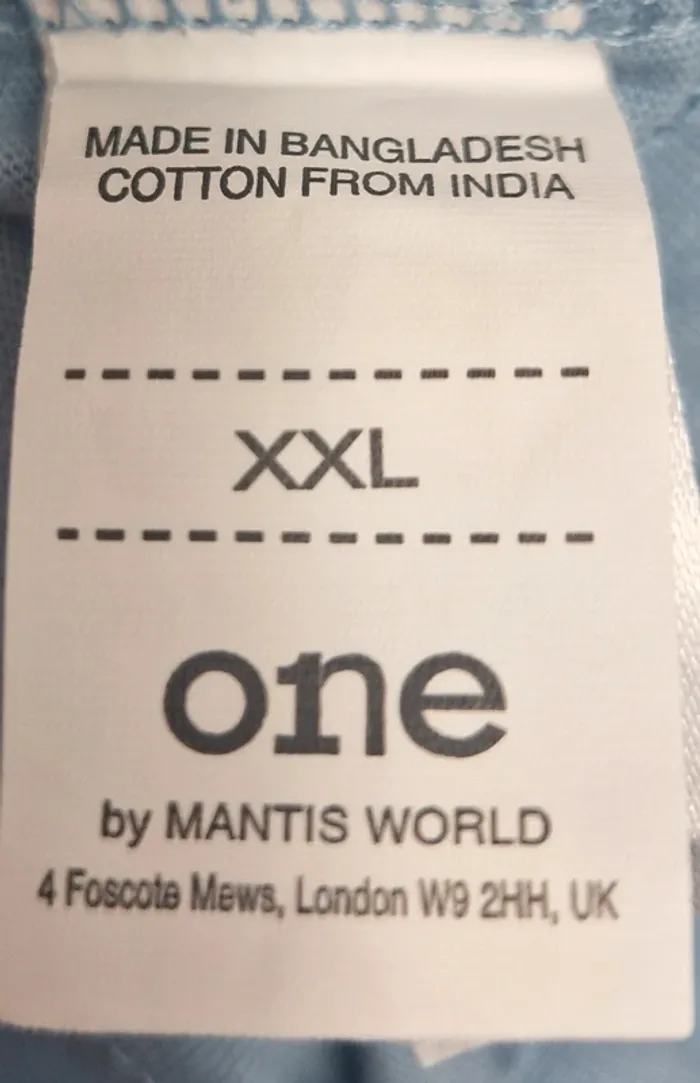 MADE IN BANGLADESH
COTTON FROM INDIA
XXL
one
by MANTIS WORLD
4 Foscote Mews, London W9 2HH, UK